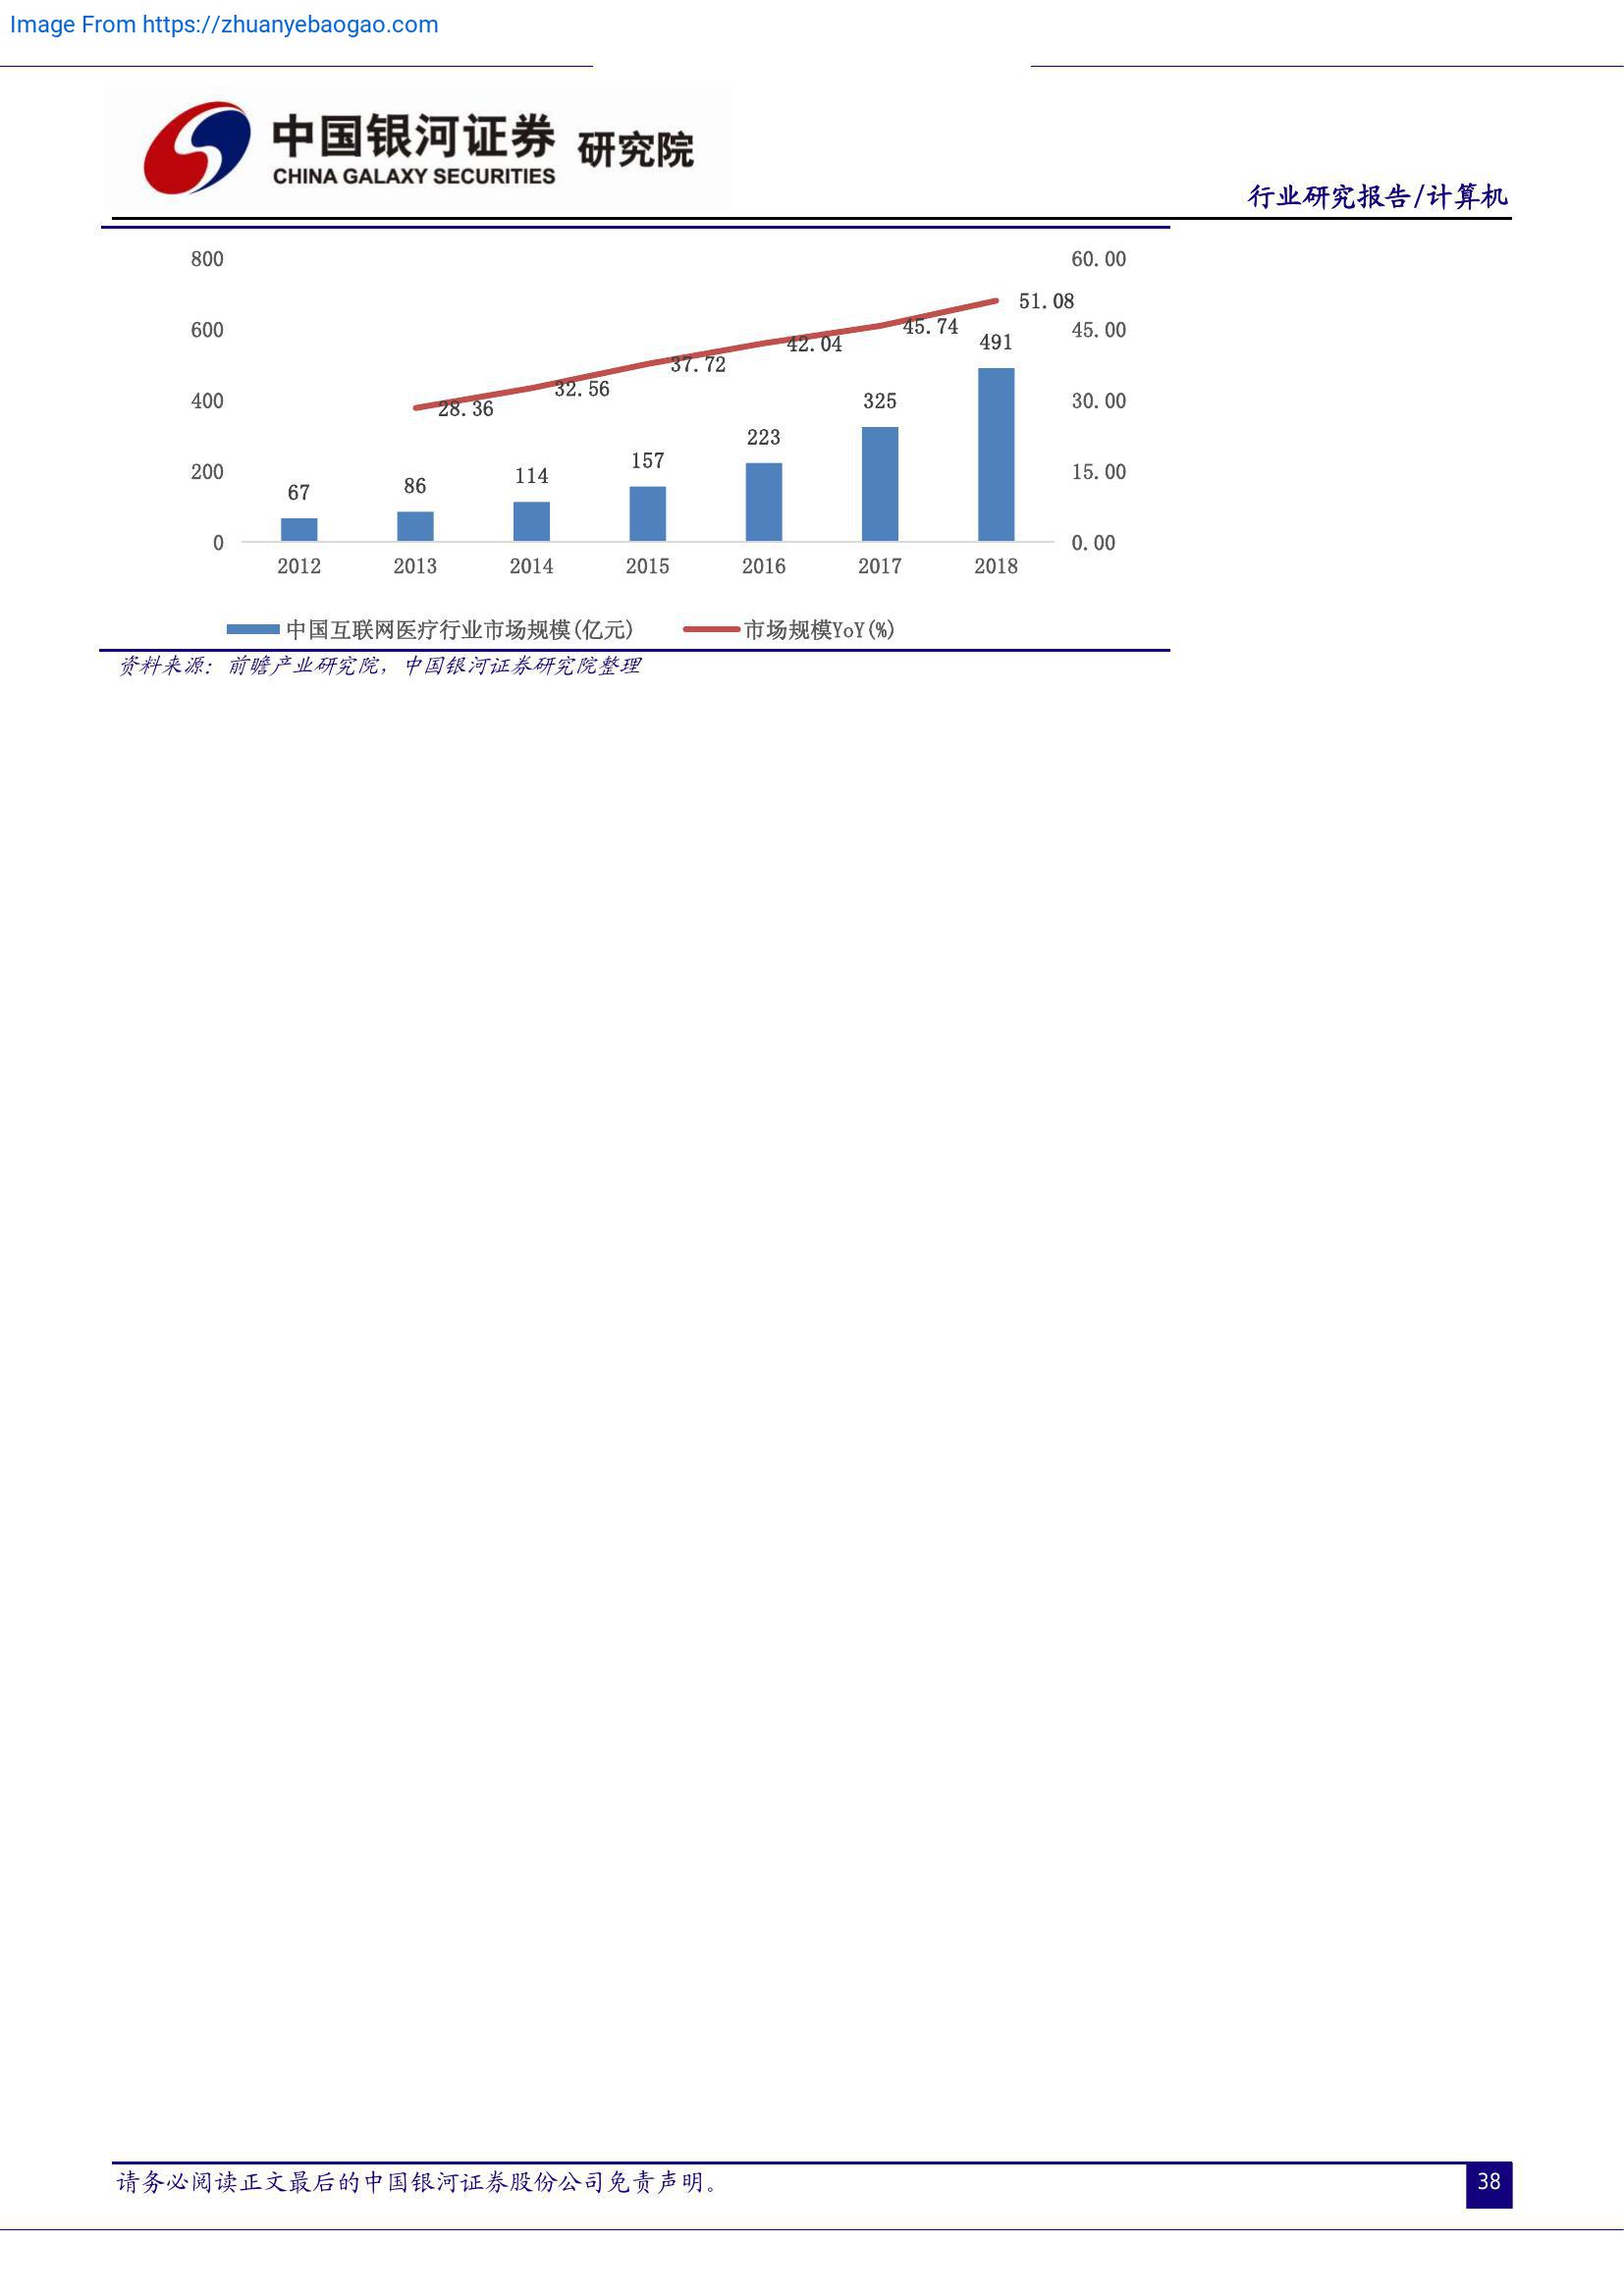 Image From https://zhuanyebaogao.com
中国银河证券 研究院
CHINA GALAXY SECURITIES
行业研究报告/计算机
800 60.00
51.08
600 45.74 45.00
42.04 491
37.72
32.56
400 28.36 325 30.00
223
157
200 114 15.00
86
67
0 0.00
2012 2013 2014 2015 2016 2017 2018
中国互联网医疗行业市场规模(亿元) 市场规模YoY(%)
资料来源：前瞻产业研究院，中国银河证券研究院整理
请务必阅读正文最后的中国银河证券股份公司免责声明。
38